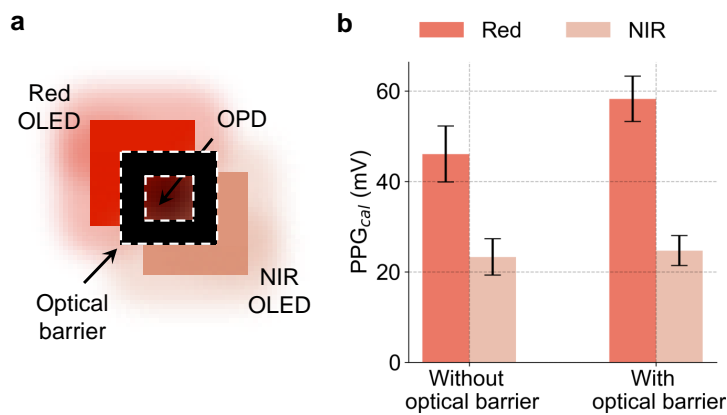 a
Red
OLED
OPD
Optical
barrier
NIR
OLED
b
Red
NIR
PPGcal (mV)
60
40
20
0
Without
optical barrier
With
optical barrier